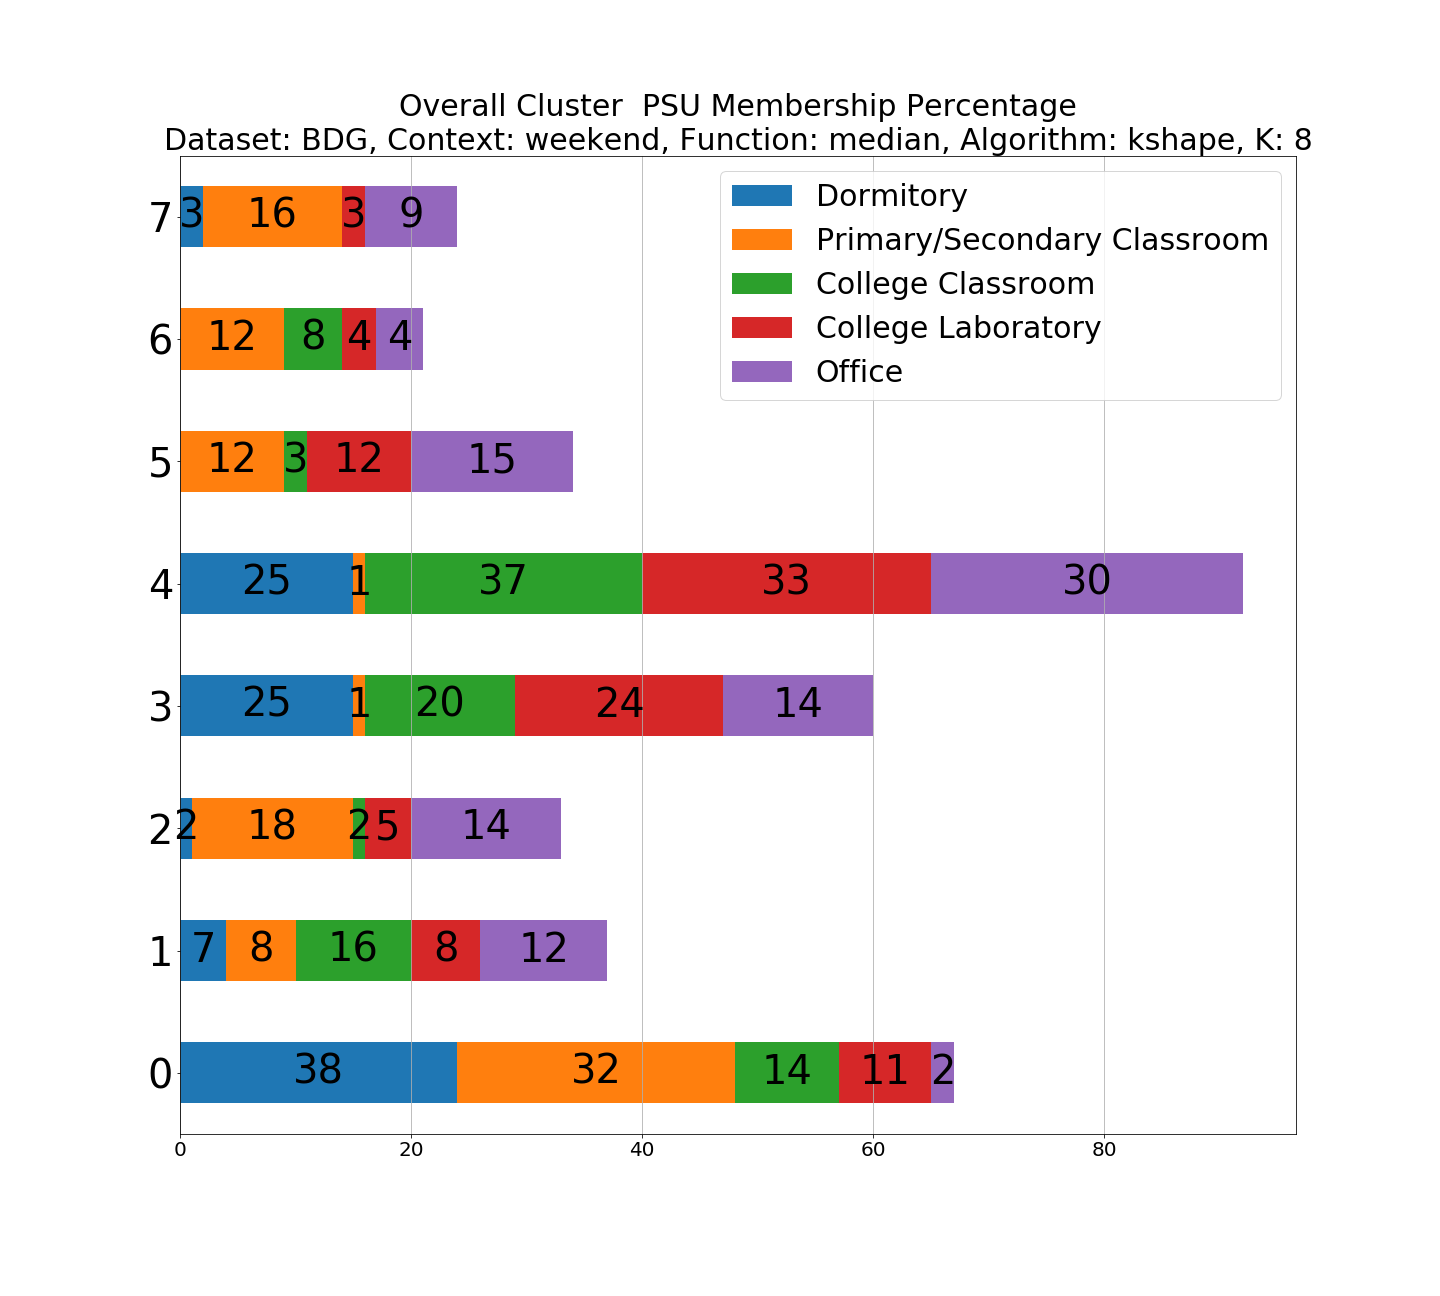 Overall Cluster  PSU Membership Percentage
Dataset: BDG, Context: weekend, Function: median, Algorithm: kshape, K: 8
Dormitory
Primary/Secondary Classroom
College Classroom
College Laboratory
Office
7 3 16 3 9
6 12 8 4 4
5 12 3 12 15
4 25 1 37 33 30
3 25 1 20 24 14
2 2 18 2 5 14
1 7 8 16 8 12
0 38 32 14 11 2
0 20 40 60 80